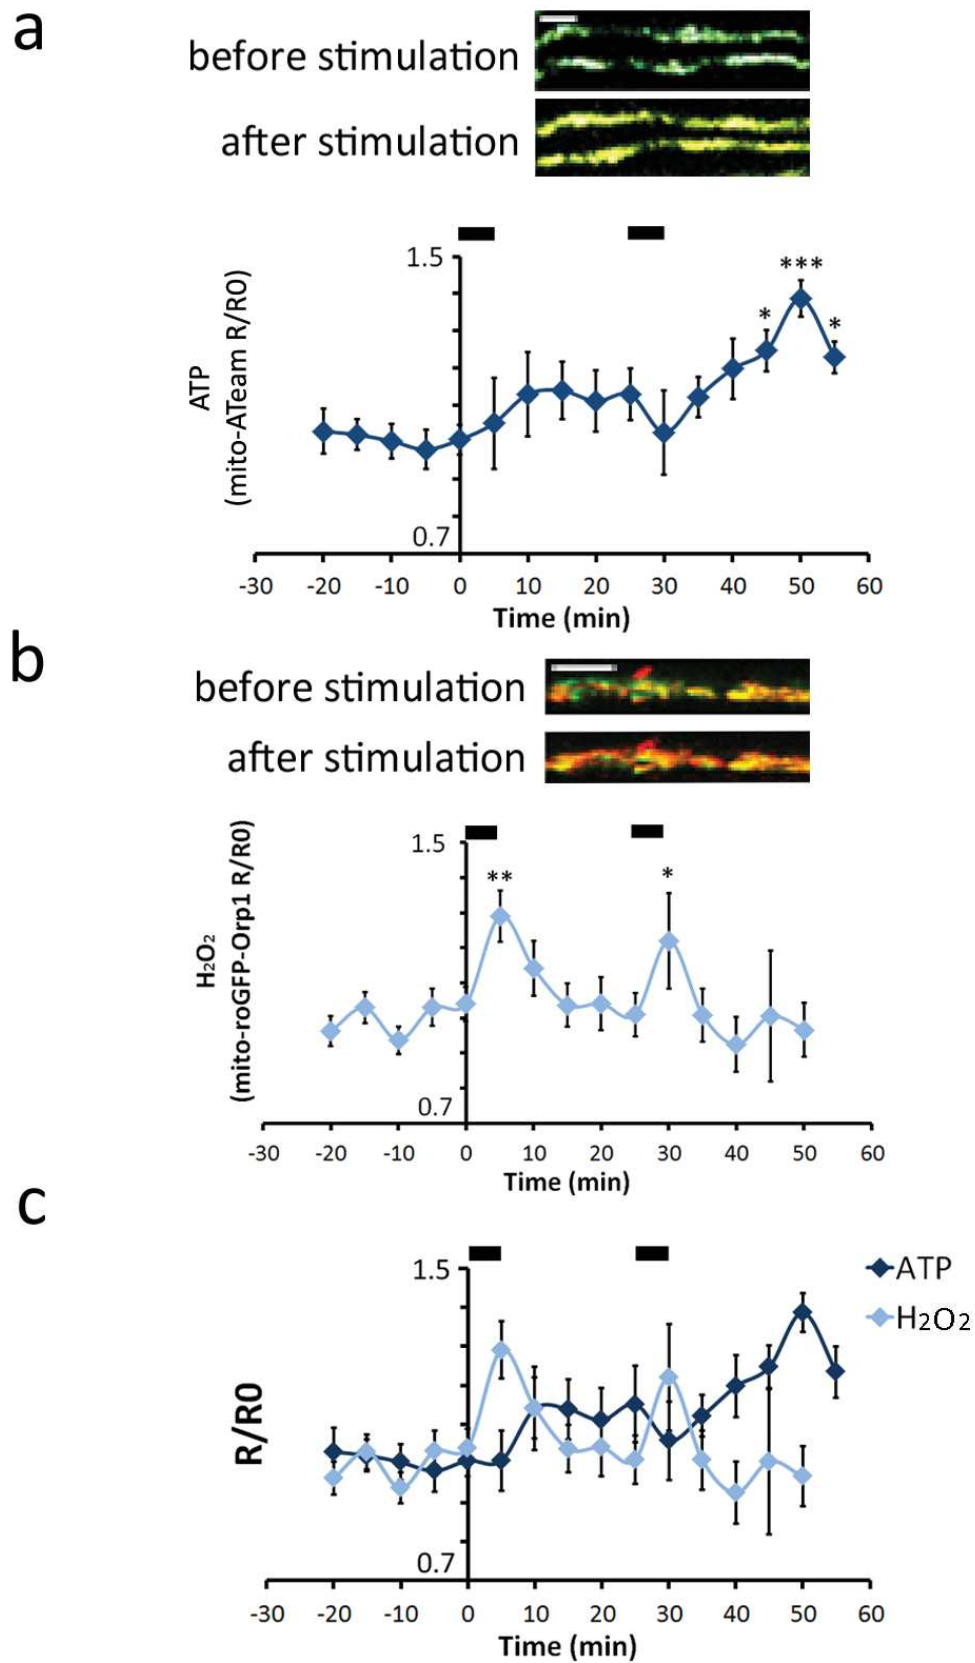 a
before stimulation
after stimulation
ATP
(mito-ATeam R/R0)
1.5
***
*
*
0.7
-30 -20 -10 0 10 20 30 40 50 60
Time (min)
b
before stimulation
after stimulation
H₂O₂
(mito-roGFP-Orp1 R/R0)
1.5
**
*
0.7
-30 -20 -10 0 10 20 30 40 50 60
Time (min)
c
R/R0
1.5
ATP
H₂O₂
0.7
-30 -20 -10 0 10 20 30 40 50 60
Time (min)